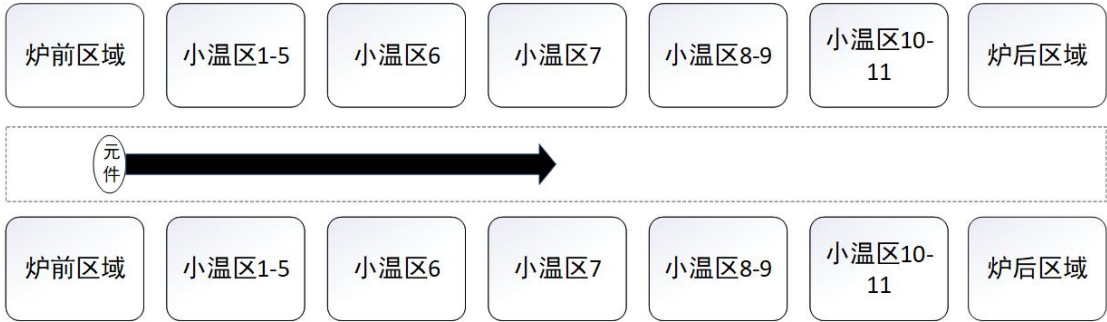 炉前区域
小温区1-5
小温区6
小温区7
小温区8-9
小温区10-
11
炉后区域
元
件
炉前区域
小温区1-5
小温区6
小温区7
小温区8-9
小温区10-
11
炉后区域